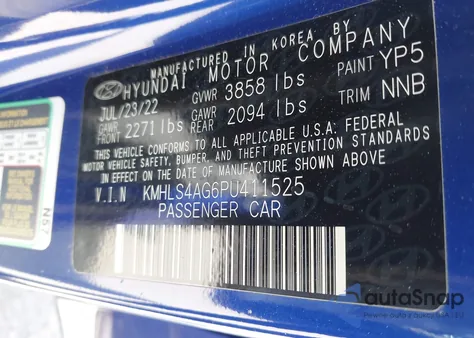 MANUFACTURED IN KOREA BY
HYUNDAI MOTOR COMPANY
JUL/23/22 GVWR 3858 lbs PAINT YP5
GAWR FRONT 2271 lbs GAWR REAR 2094 lbs TRIM NNB
THIS VEHICLE CONFORMS TO ALL APPLICABLE U.S.A: FEDERAL
MOTOR VEHICLE SAFETY, BUMPER, AND THEFT PREVENTION STANDARDS
IN EFFECT ON THE DATE OF MANUFACTURE SHOWN ABOVE
V.I.N KMHLS4AG6PU411525
PASSENGER CAR
N57
autaSnap